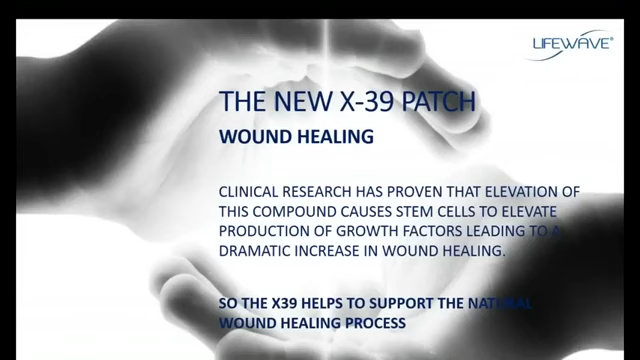 LIFEWAVE®
THE NEW X-39 PATCH
WOUND HEALING
CLINICAL RESEARCH HAS PROVEN THAT ELEVATION OF
THIS COMPOUND CAUSES STEM CELLS TO ELEVATE
PRODUCTION OF GROWTH FACTORS LEADING TO A
DRAMATIC INCREASE IN WOUND HEALING.
SO THE X39 HELPS TO SUPPORT THE NATURAL
WOUND HEALING PROCESS